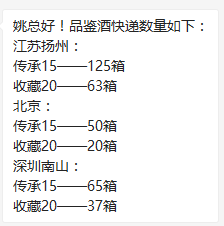 姚总好！品鉴酒快递数量如下：
江苏扬州：
传承15——125箱
收藏20——63箱
北京：
传承15——50箱
收藏20——20箱
深圳南山：
传承15——65箱
收藏20——37箱